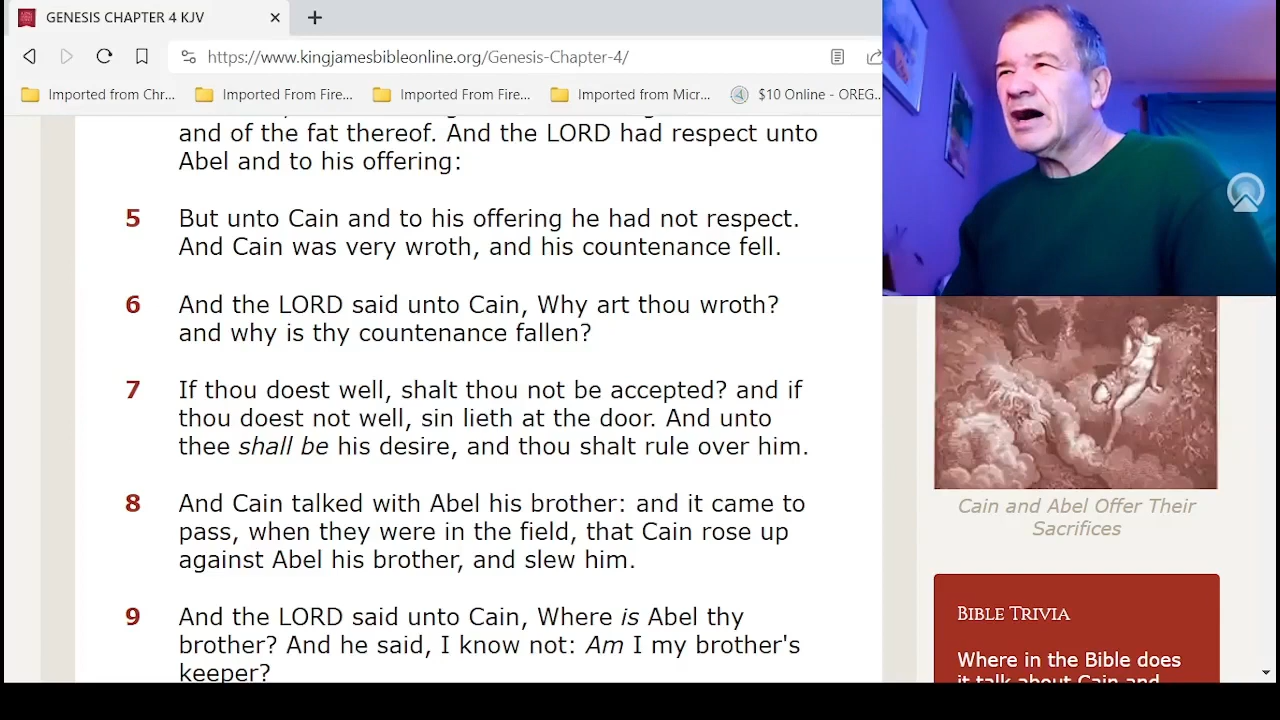 GENESIS CHAPTER 4 KJV
https://www.kingjamesbibleonline.org/Genesis-Chapter-4/
Imported from Chr... Imported From Fire... Imported From Fire... Imported from Micr... $10 Online - OREG...
and of the fat thereof. And the LORD had respect unto
Abel and to his offering:
5 But unto Cain and to his offering he had not respect.
And Cain was very wroth, and his countenance fell.
6 And the LORD said unto Cain, Why art thou wroth?
and why is thy countenance fallen?
7 If thou doest well, shalt thou not be accepted? and if
thou doest not well, sin lieth at the door. And unto
thee shall be his desire, and thou shalt rule over him.
8 And Cain talked with Abel his brother: and it came to
pass, when they were in the field, that Cain rose up
against Abel his brother, and slew him.
9 And the LORD said unto Cain, Where is Abel thy
brother? And he said, I know not: Am I my brother's
keeper?
Cain and Abel Offer Their
Sacrifices
BIBLE TRIVIA
Where in the Bible does
it talk about Cain and